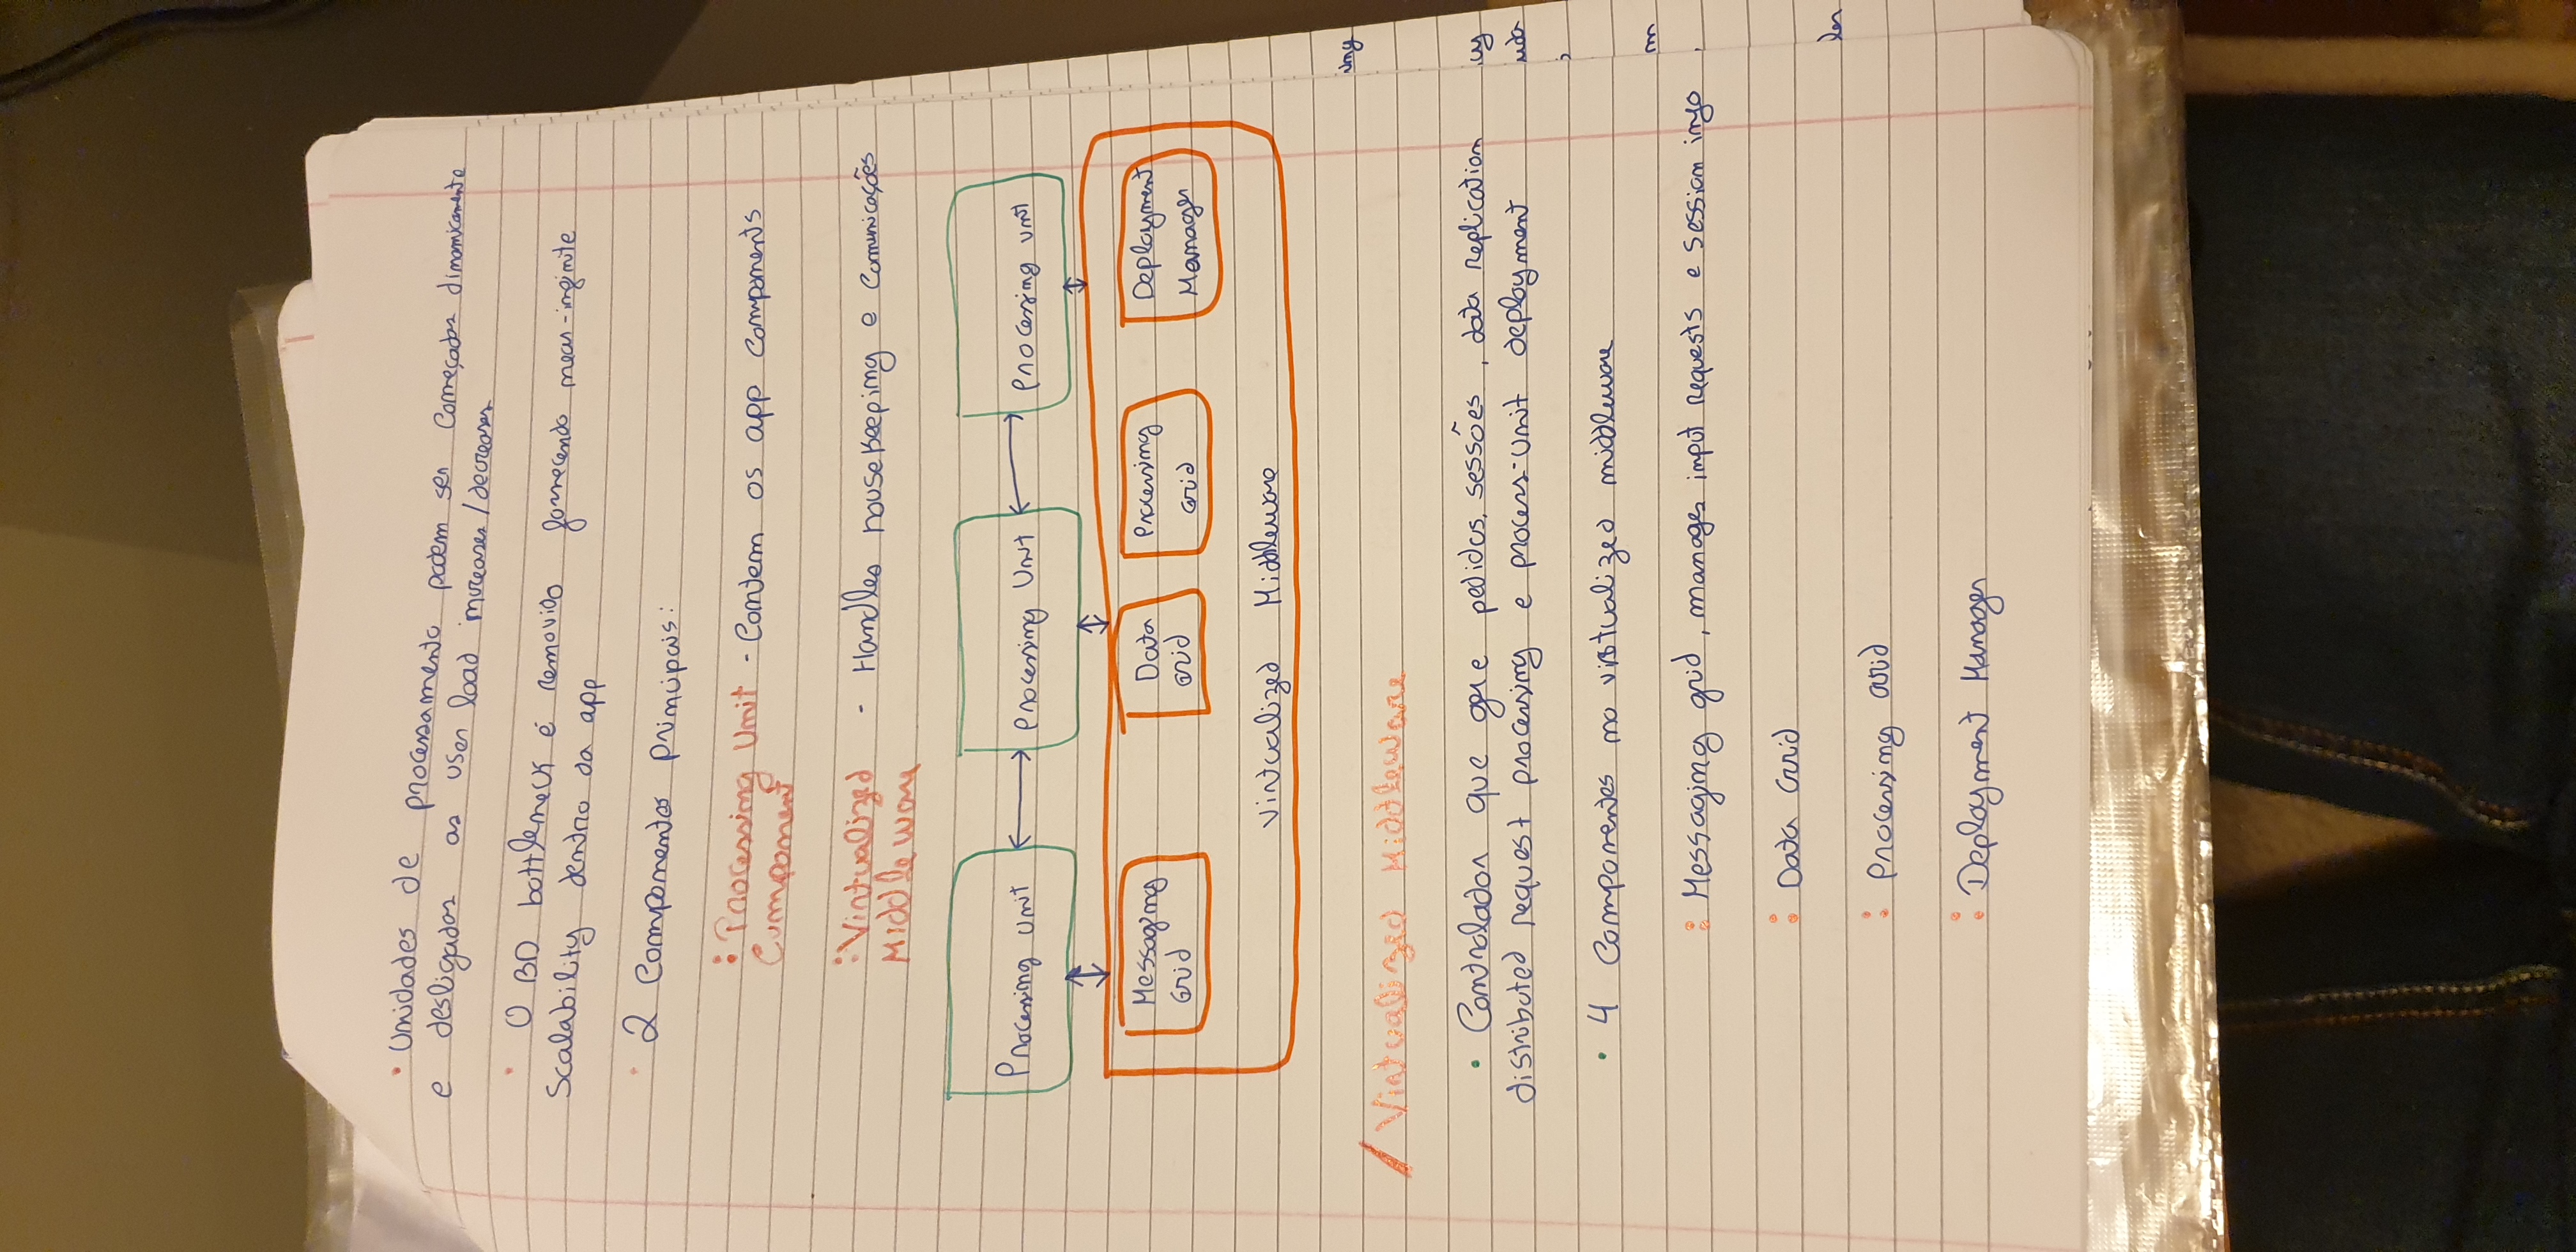 • Unidades de processamento podem ser começadas dinamicamente
e desligadas as user load increases/decreases
• O BD bottleneck é removido fornecendo near-infinite
Scalability dentro da app
• 2 Componentes principais:
: Processing Unit - Contem os app components
Component
: Virtualized - Handles housekeeping e comunicações
Middleware
Processing Unit Processing Unit Processing unit
Messaging Data Processing Deployment
Grid Grid Grid Manager
Virtualized Middleware
/ Virtualized Middleware
• Controlador que gere pedidos, sessões, data replication
distributed request processing e process-unit deployment
• 4 Componentes no virtualized middleware
: Messaging grid, manages input requests e session info
: Data Grid
: Processing Grid
: Deployment Manager